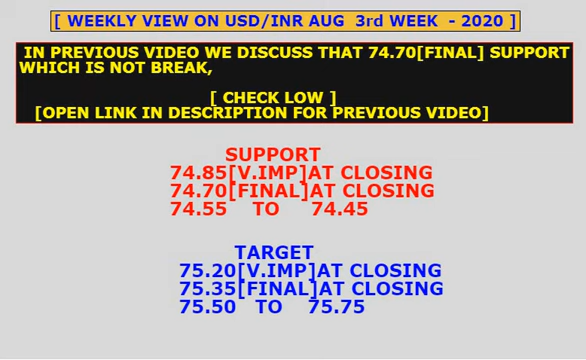 [ WEEKLY VIEW ON USD/INR AUG 3rd WEEK - 2020 ]
IN PREVIOUS VIDEO WE DISCUSS THAT 74.70[FINAL] SUPPORT
WHICH IS NOT BREAK,
[ CHECK LOW ]
[OPEN LINK IN DESCRIPTION FOR PREVIOUS VIDEO]
SUPPORT
74.85[V.IMP]AT CLOSING
74.70[FINAL]AT CLOSING
74.55 TO 74.45
TARGET
75.20[V.IMP]AT CLOSING
75.35[FINAL]AT CLOSING
75.50 TO 75.75